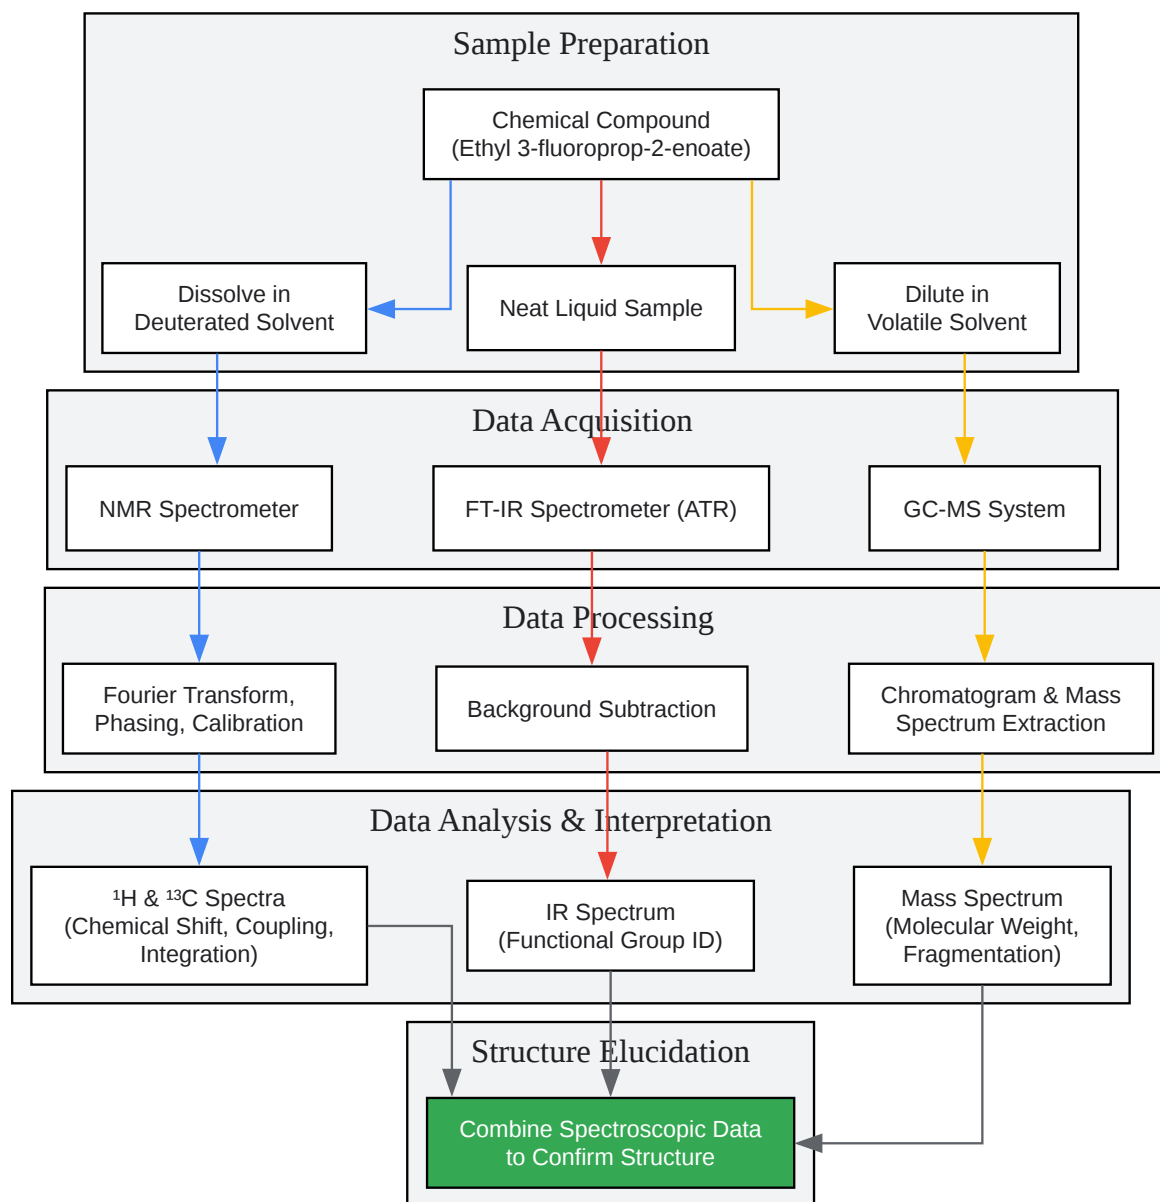 Sample Preparation
Chemical Compound
(Ethyl 3-fluoroprop-2-enoate)
Dissolve in
Deuterated Solvent
Neat Liquid Sample
Dilute in
Volatile Solvent
Data Acquisition
NMR Spectrometer
FT-IR Spectrometer (ATR)
GC-MS System
Data Processing
Fourier Transform,
Phasing, Calibration
Background Subtraction
Chromatogram & Mass
Spectrum Extraction
Data Analysis & Interpretation
¹H & ¹³C Spectra
(Chemical Shift, Coupling,
Integration)
IR Spectrum
(Functional Group ID)
Mass Spectrum
(Molecular Weight,
Fragmentation)
Structure Elucidation
Combine Spectroscopic Data
to Confirm Structure